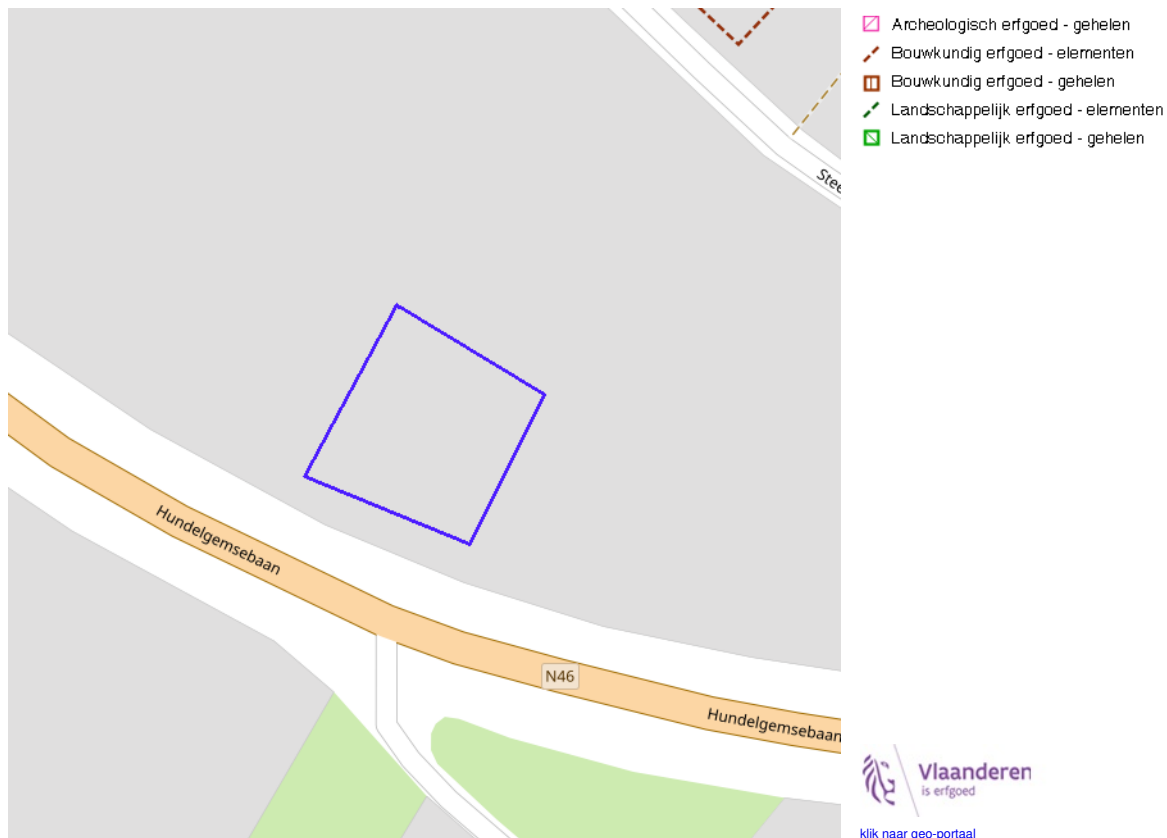 Archeologisch erfgoed - gehelen
Bouwkundig erfgoed - elementen
Bouwkundig erfgoed - gehelen
Landschappelijk erfgoed - elementen
Landschappelijk erfgoed - gehelen
Stee
Hundelgemsebaan
N46
Hundelgemsebaan
Vlaanderen
is erfgoed
klik naar geo-portaal